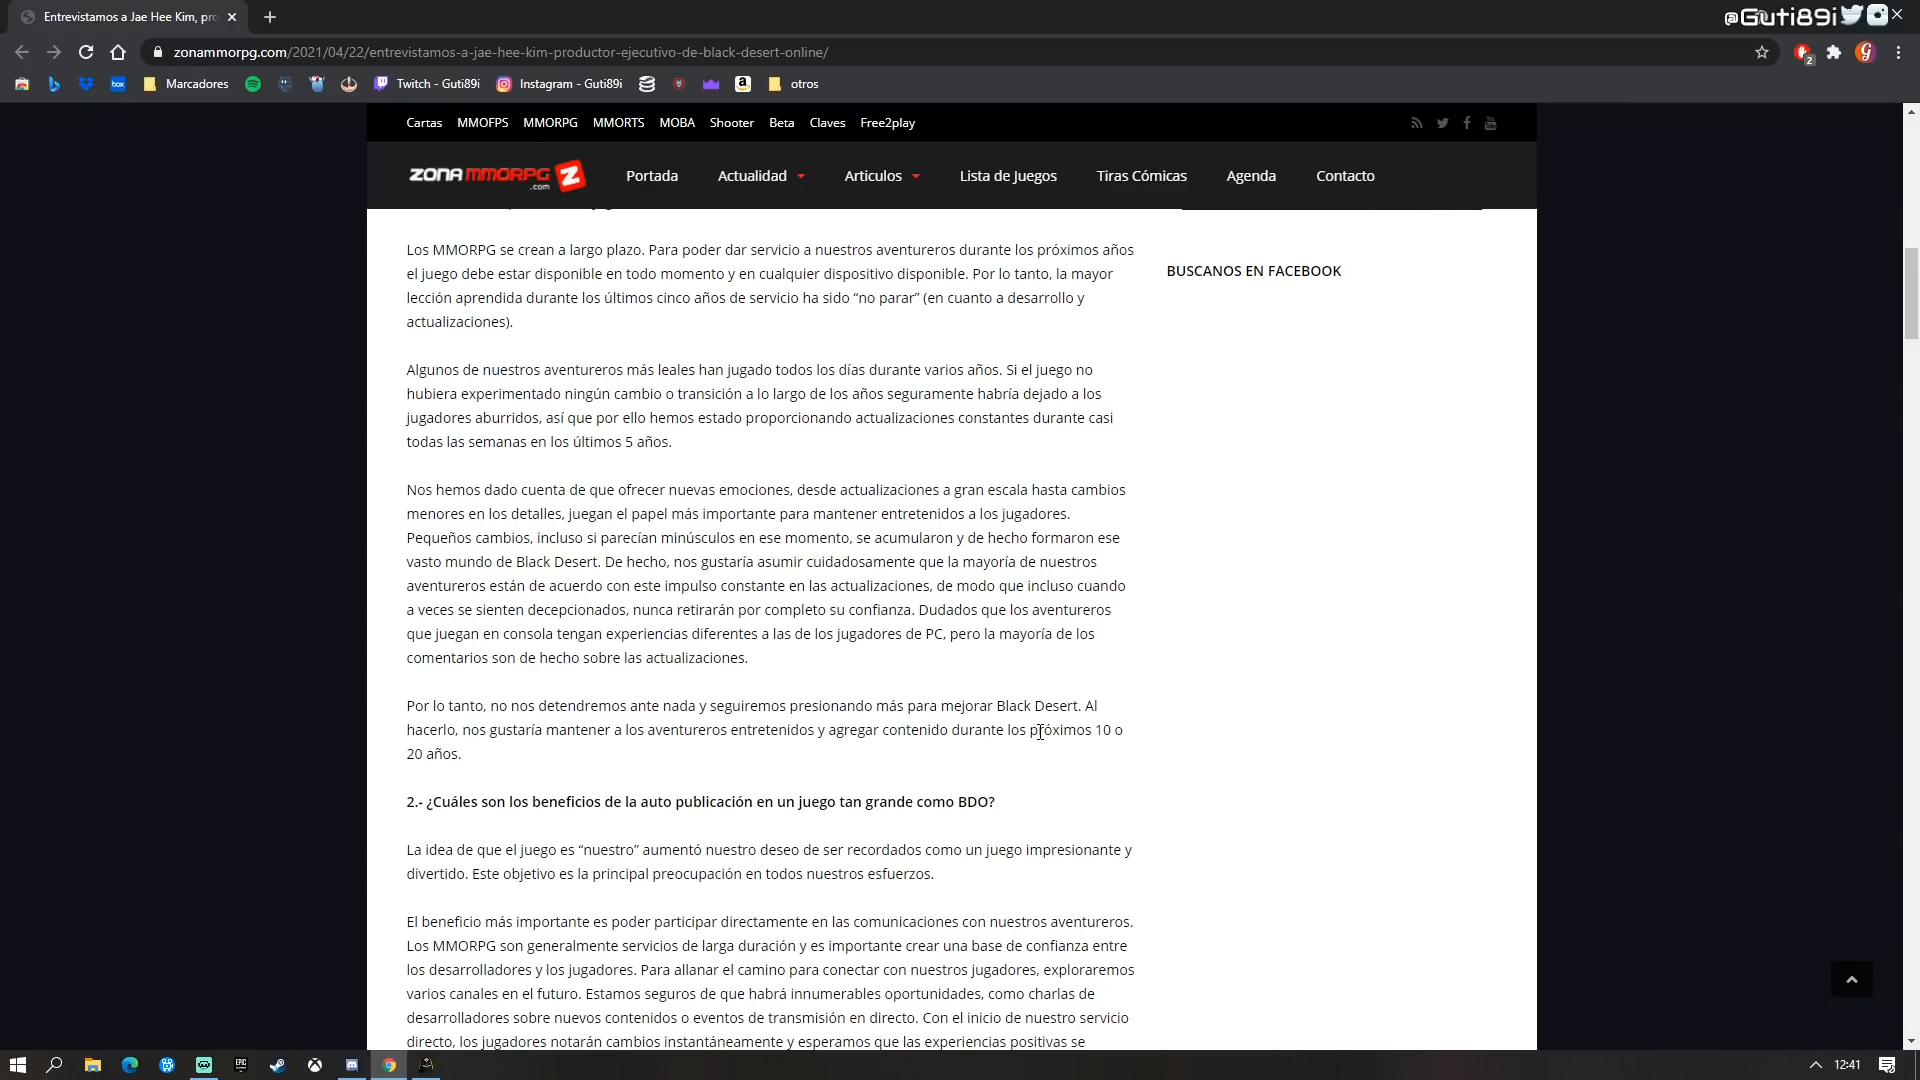 Entrevistamos a Jae Hee Kim, pro
@Guti89i
zonammorpg.com/2021/04/22/entrevistamos-a-jae-hee-kim-productor-ejecutivo-de-black-desert-online/
2
box
Marcadores
Twitch - Guti89i
Instagram - Guti89i
otros
Cartas MMOFPS MMORPG MMORTS MOBA Shooter Beta Claves Free2play
ZONAMMORPG.com Z
Portada Actualidad Articulos Lista de Juegos Tiras Cómicas Agenda Contacto
Los MMORPG se crean a largo plazo. Para poder dar servicio a nuestros aventureros durante los próximos años
el juego debe estar disponible en todo momento y en cualquier dispositivo disponible. Por lo tanto, la mayor
lección aprendida durante los últimos cinco años de servicio ha sido “no parar” (en cuanto a desarrollo y
actualizaciones).
BUSCANOS EN FACEBOOK
Algunos de nuestros aventureros más leales han jugado todos los días durante varios años. Si el juego no
hubiera experimentado ningún cambio o transición a lo largo de los años seguramente habría dejado a los
jugadores aburridos, así que por ello hemos estado proporcionando actualizaciones constantes durante casi
todas las semanas en los últimos 5 años.
Nos hemos dado cuenta de que ofrecer nuevas emociones, desde actualizaciones a gran escala hasta cambios
menores en los detalles, juegan el papel más importante para mantener entretenidos a los jugadores.
Pequeños cambios, incluso si parecían minúsculos en ese momento, se acumularon y de hecho formaron ese
vasto mundo de Black Desert. De hecho, nos gustaría asumir cuidadosamente que la mayoría de nuestros
aventureros están de acuerdo con este impulso constante en las actualizaciones, de modo que incluso cuando
a veces se sienten decepcionados, nunca retirarán por completo su confianza. Dudados que los aventureros
que juegan en consola tengan experiencias diferentes a las de los jugadores de PC, pero la mayoría de los
comentarios son de hecho sobre las actualizaciones.
Por lo tanto, no nos detendremos ante nada y seguiremos presionando más para mejorar Black Desert. Al
hacerlo, nos gustaría mantener a los aventureros entretenidos y agregar contenido durante los próximos 10 o
20 años.
2.- ¿Cuáles son los beneficios de la auto publicación en un juego tan grande como BDO?
La idea de que el juego es “nuestro” aumentó nuestro deseo de ser recordados como un juego impresionante y
divertido. Este objetivo es la principal preocupación en todos nuestros esfuerzos.
El beneficio más importante es poder participar directamente en las comunicaciones con nuestros aventureros.
Los MMORPG son generalmente servicios de larga duración y es importante crear una base de confianza entre
los desarrolladores y los jugadores. Para allanar el camino para conectar con nuestros jugadores, exploraremos
varios canales en el futuro. Estamos seguros de que habrá innumerables oportunidades, como charlas de
desarrolladores sobre nuevos contenidos o eventos de transmisión en directo. Con el inicio de nuestro servicio
directo, los jugadores notarán cambios instantáneamente y esperamos que las experiencias positivas se
12:41